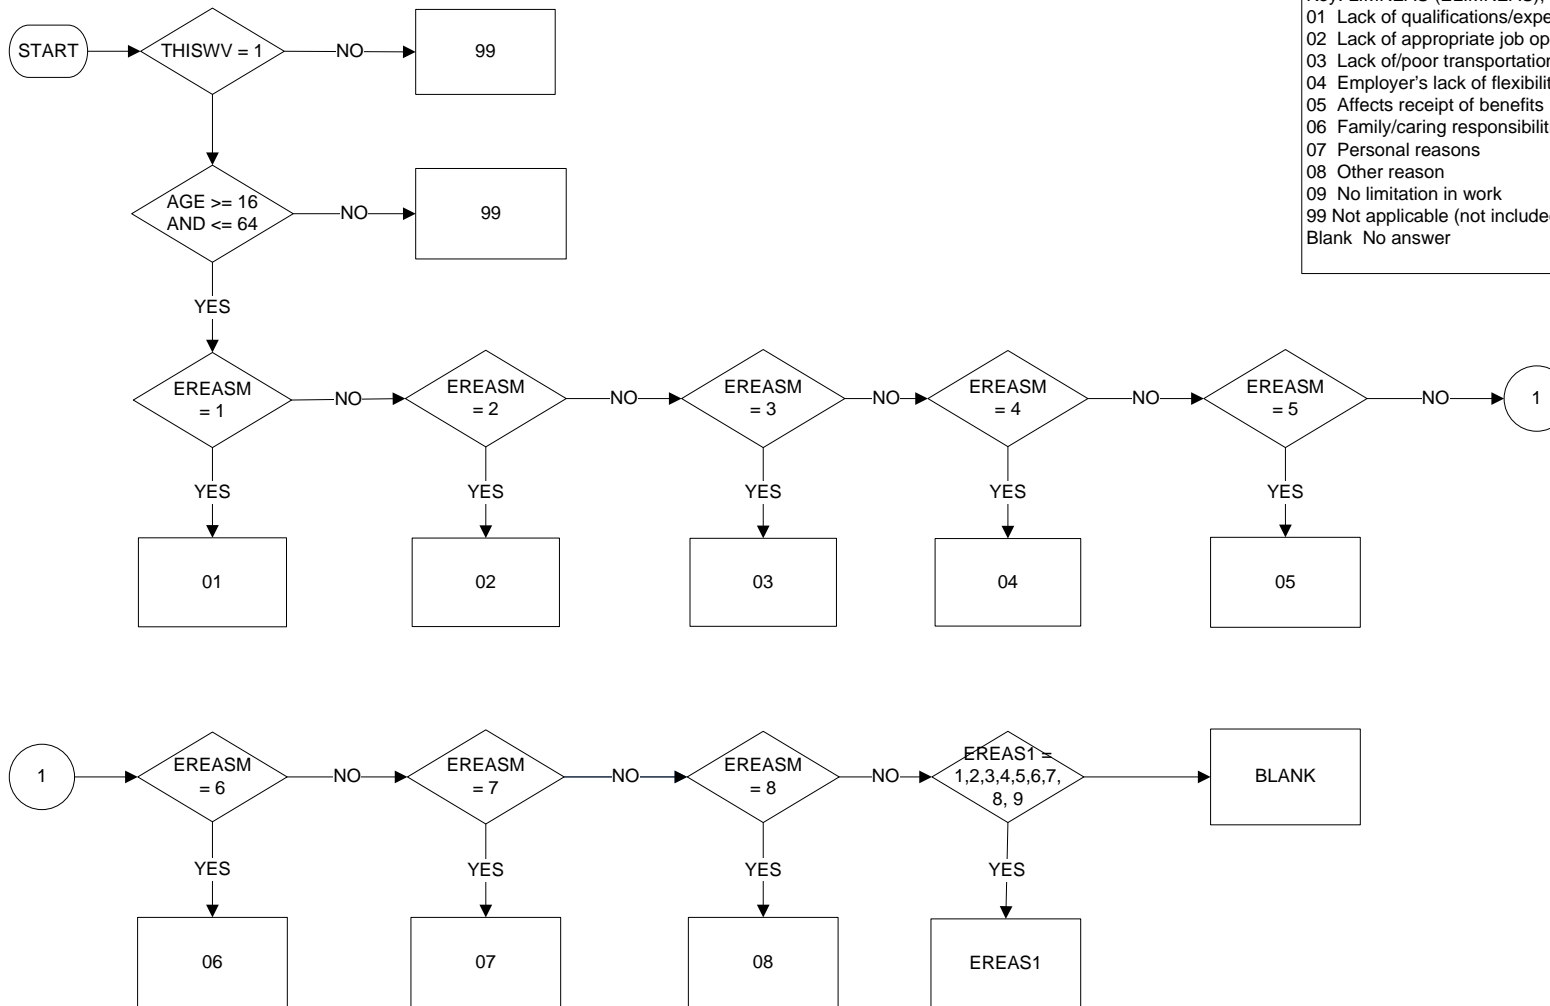 START
THISWV = 1
NO
99
01 Lack of qualifications/expe
02 Lack of appropriate job op
03 Lack of/poor transportation
04 Employer's lack of flexibilit
05 Affects receipt of benefits
06 Family/caring responsibilit
07 Personal reasons
08 Other reason
09 No limitation in work
99 Not applicable (not include
Blank No answer
AGE >= 16
AND <= 64
NO
99
YES
EREASM
= 1
NO
EREASM
= 2
NO
EREASM
= 3
NO
EREASM
= 4
NO
EREASM
= 5
NO
1
YES
YES
YES
YES
YES
01
02
03
04
05
1
EREASM
= 6
NO
EREASM
= 7
NO
EREASM
= 8
NO
EREAS1 =
1,2,3,4,5,6,7,
8, 9
BLANK
YES
YES
YES
YES
06
07
08
EREAS1